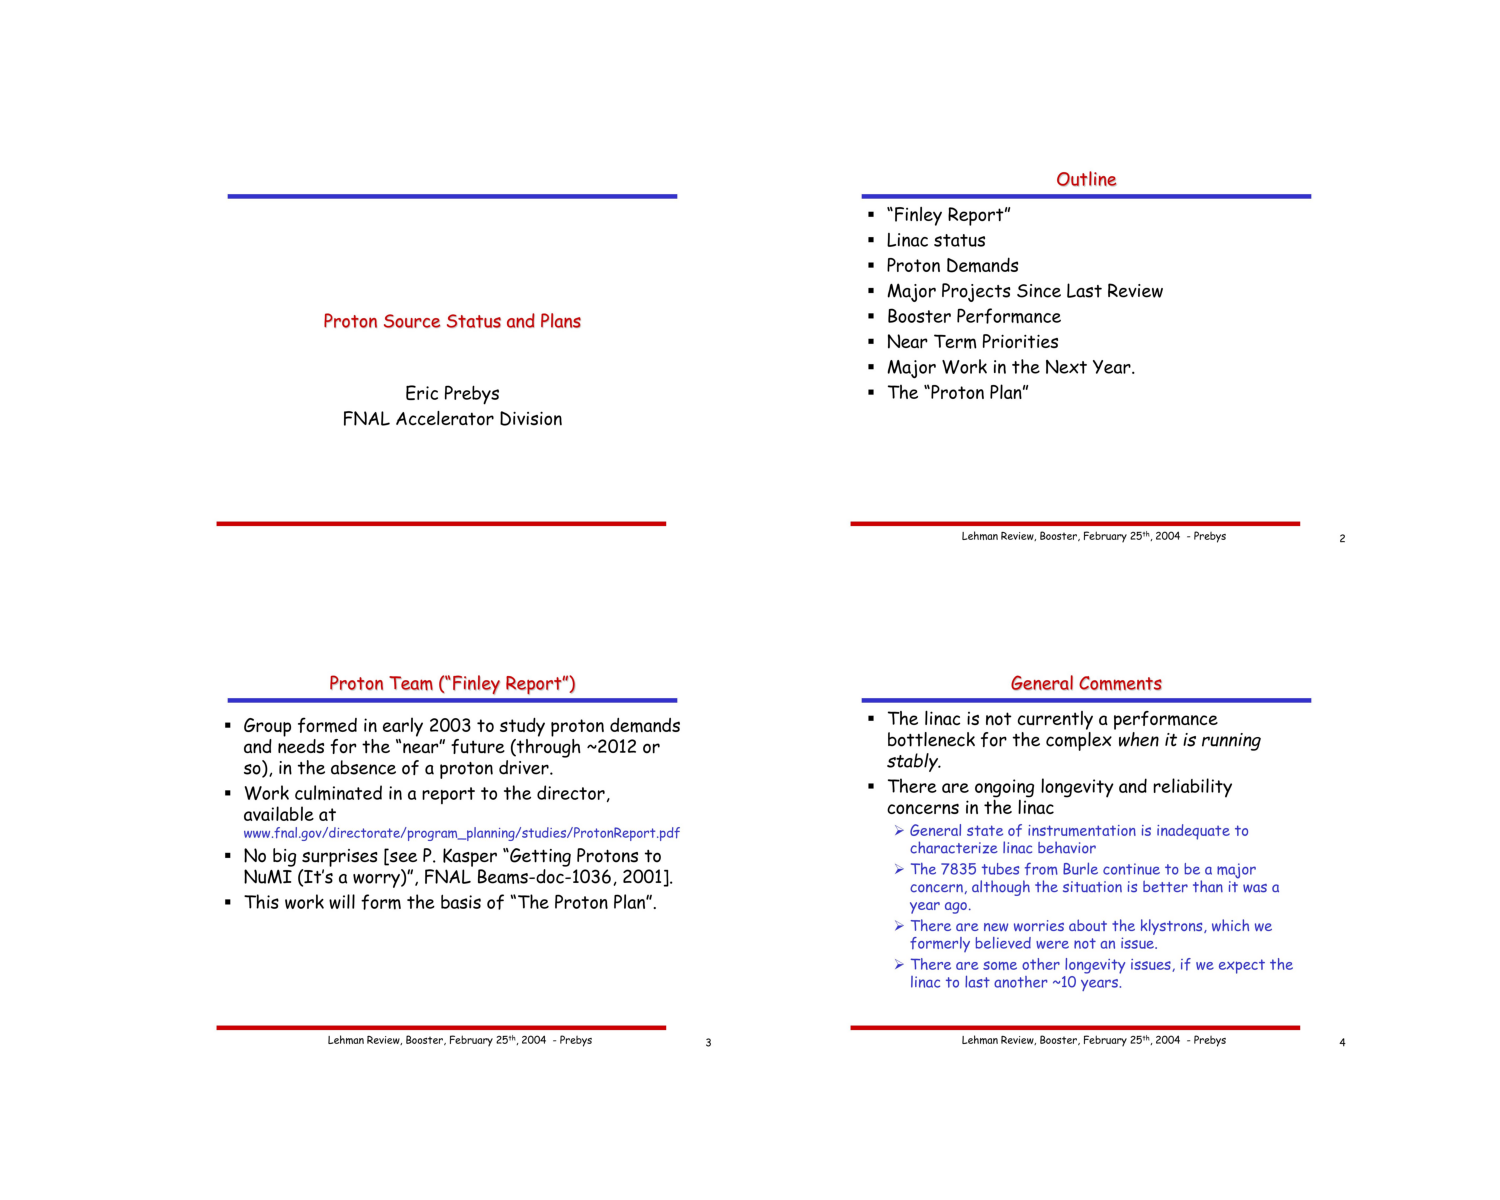 Proton Source Status and Plans
Eric Prebys
FNAL Accelerator Division
Outline
▪ “Finley Report”
▪ Linac status
▪ Proton Demands
▪ Major Projects Since Last Review
▪ Booster Performance
▪ Near Term Priorities
▪ Major Work in the Next Year.
▪ The “Proton Plan”
Lehman Review, Booster, February 25th, 2004 - Prebys
2
Proton Team (“Finley Report”)
▪ Group formed in early 2003 to study proton demands
and needs for the “near” future (through ~2012 or
so), in the absence of a proton driver.
▪ Work culminated in a report to the director,
available at
www.fnal.gov/directorate/program_planning/studies/ProtonReport.pdf
▪ No big surprises [see P. Kasper “Getting Protons to
NuMI (It’s a worry)”, FNAL Beams-doc-1036, 2001].
▪ This work will form the basis of “The Proton Plan”.
Lehman Review, Booster, February 25th, 2004 - Prebys
3
General Comments
▪ The linac is not currently a performance
bottleneck for the complex when it is running
stably.
▪ There are ongoing longevity and reliability
concerns in the linac
➢ General state of instrumentation is inadequate to
characterize linac behavior
➢ The 7835 tubes from Burle continue to be a major
concern, although the situation is better than it was a
year ago.
➢ There are new worries about the klystrons, which we
formerly believed were not an issue.
➢ There are some other longevity issues, if we expect the
linac to last another ~10 years.
Lehman Review, Booster, February 25th, 2004 - Prebys
4